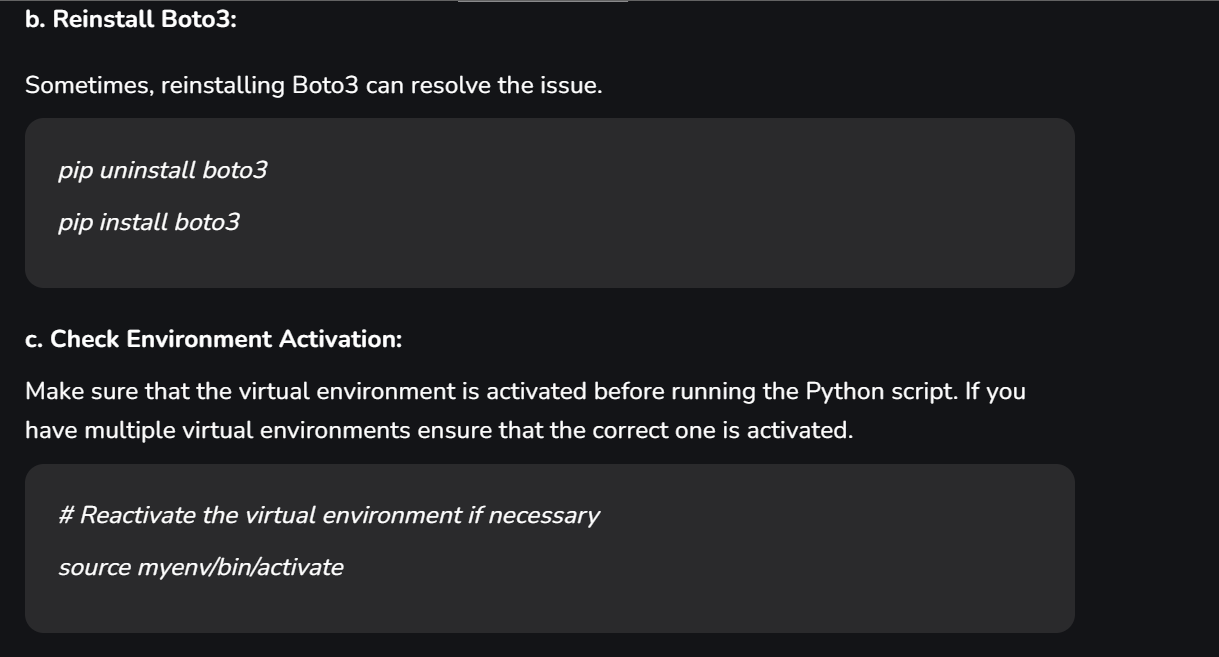 b. Reinstall Boto3:
Sometimes, reinstalling Boto3 can resolve the issue.
pip uninstall boto3
pip install boto3
c. Check Environment Activation:
Make sure that the virtual environment is activated before running the Python script. If you
have multiple virtual environments ensure that the correct one is activated.
# Reactivate the virtual environment if necessary
source myenv/bin/activate